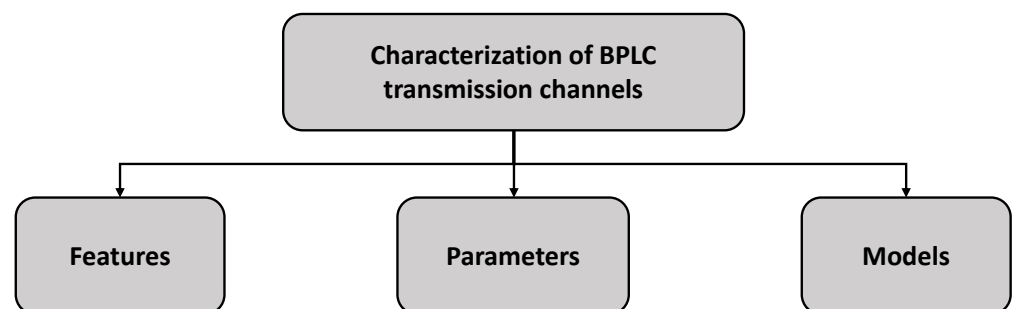 Characterization of BPLC
transmission channels
Features
Parameters
Models